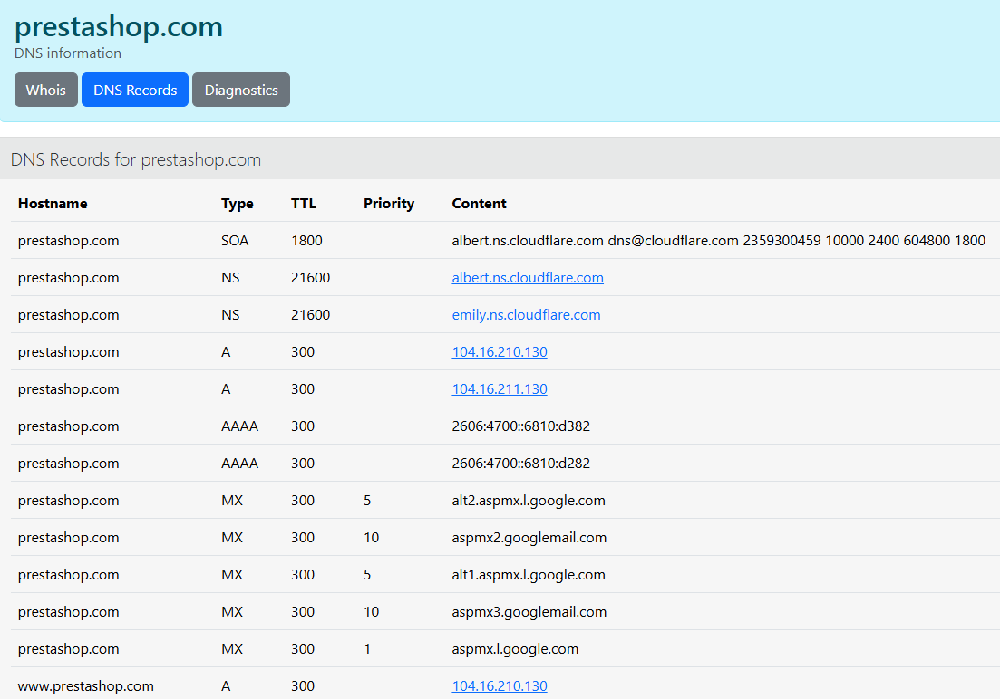 prestashop.com
DNS information
Whois DNS Records Diagnostics
DNS Records for prestashop.com
Hostname Type TTL Priority Content
prestashop.com SOA 1800 albert.ns.cloudflare.com dns@cloudflare.com 2359300459 10000 2400 604800 1800
prestashop.com NS 21600 albert.ns.cloudflare.com
prestashop.com NS 21600 emily.ns.cloudflare.com
prestashop.com A 300 104.16.210.130
prestashop.com A 300 104.16.211.130
prestashop.com AAAA 300 2606:4700::6810:d382
prestashop.com AAAA 300 2606:4700::6810:d282
prestashop.com MX 300 5 alt2.aspmx.l.google.com
prestashop.com MX 300 10 aspmx2.googlemail.com
prestashop.com MX 300 5 alt1.aspmx.l.google.com
prestashop.com MX 300 10 aspmx3.googlemail.com
prestashop.com MX 300 1 aspmx.l.google.com
www.prestashop.com A 300 104.16.210.130